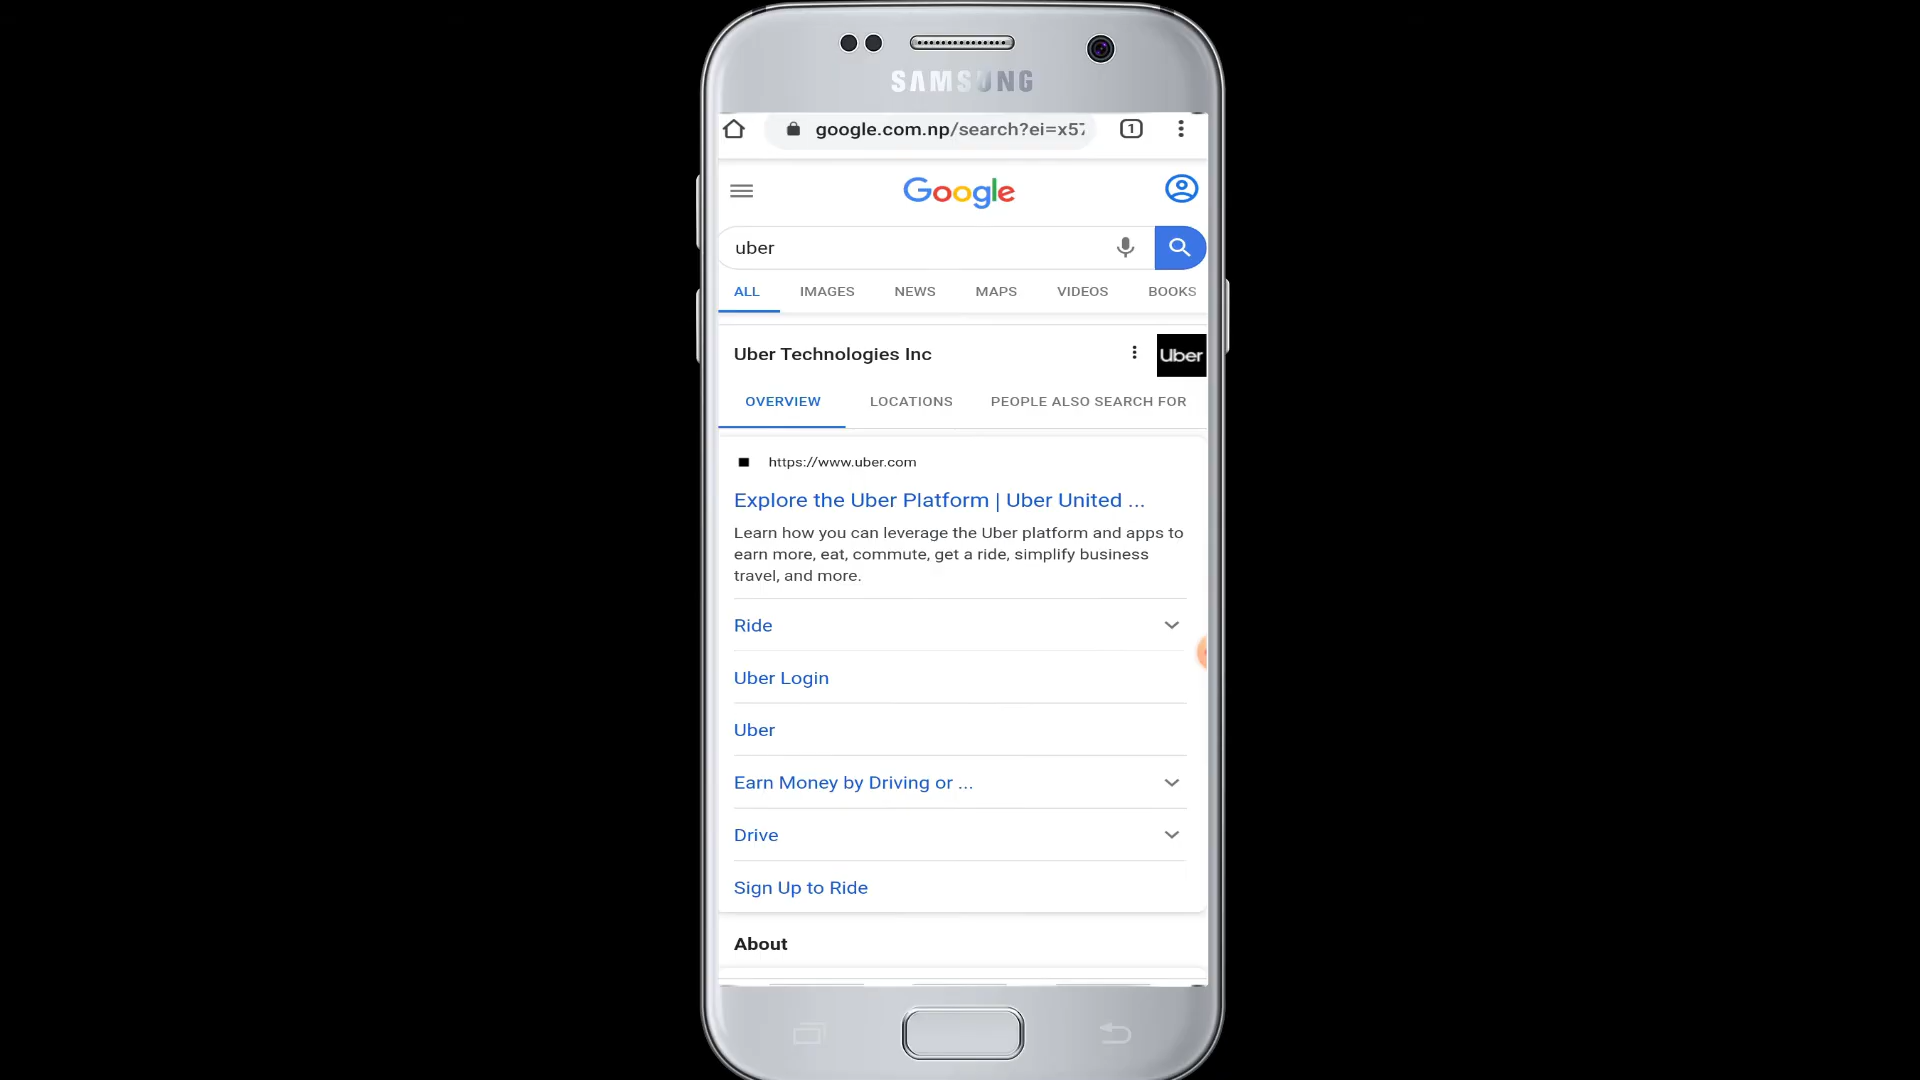 SAMSUNG
google.com.np/search?ei=x57
1
Google
uber
ALL IMAGES NEWS MAPS VIDEOS BOOKS
Uber Technologies Inc
Uber
OVERVIEW LOCATIONS PEOPLE ALSO SEARCH FOR
https://www.uber.com
Explore the Uber Platform | Uber United ...
Learn how you can leverage the Uber platform and apps to
earn more, eat, commute, get a ride, simplify business
travel, and more.
Ride
Uber Login
Uber
Earn Money by Driving or ...
Drive
Sign Up to Ride
About